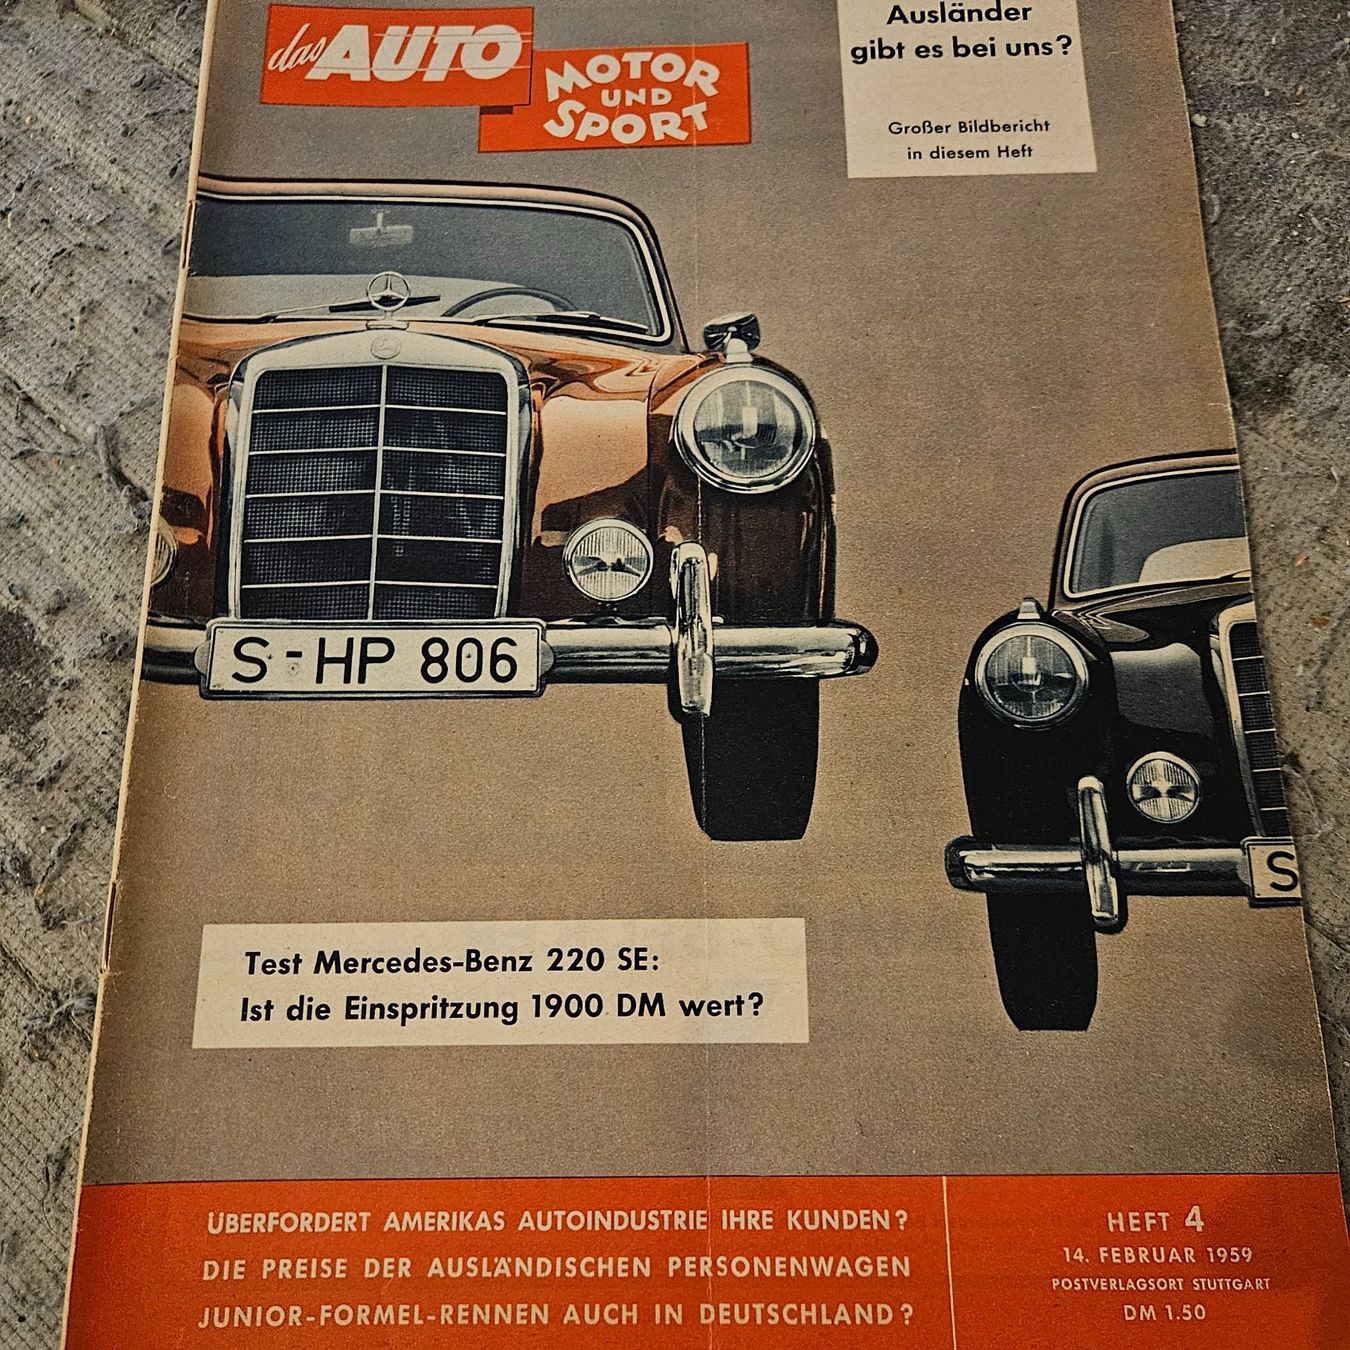 das AUTO
MOTOR
UND
SPORT
Ausländer
gibt es bei uns?
Großer Bildbericht
in diesem Heft
S-HP 806
S
Test Mercedes-Benz 220 SE:
Ist die Einspritzung 1900 DM wert?
ÜBERFORDERT AMERIKAS AUTOINDUSTRIE IHRE KUNDEN?
DIE PREISE DER AUSLÄNDISCHEN PERSONENWAGEN
JUNIOR-FORMEL-RENNEN AUCH IN DEUTSCHLAND?
HEFT 4
14. FEBRUAR 1959
POSTVERLAGSORT STUTTGART
DM 1.50